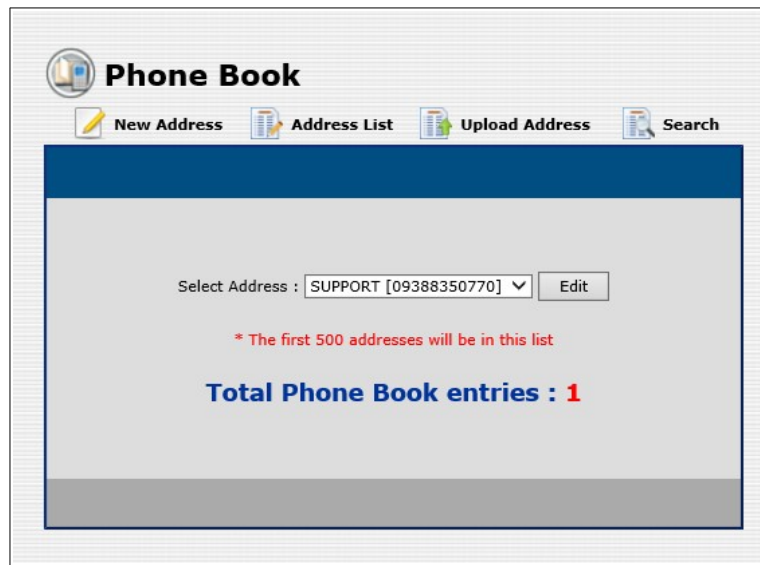 Phone Book
New Address Address List Upload Address Search
Select Address : SUPPORT [09388350770] Edit
* The first 500 addresses will be in this list
Total Phone Book entries : 1